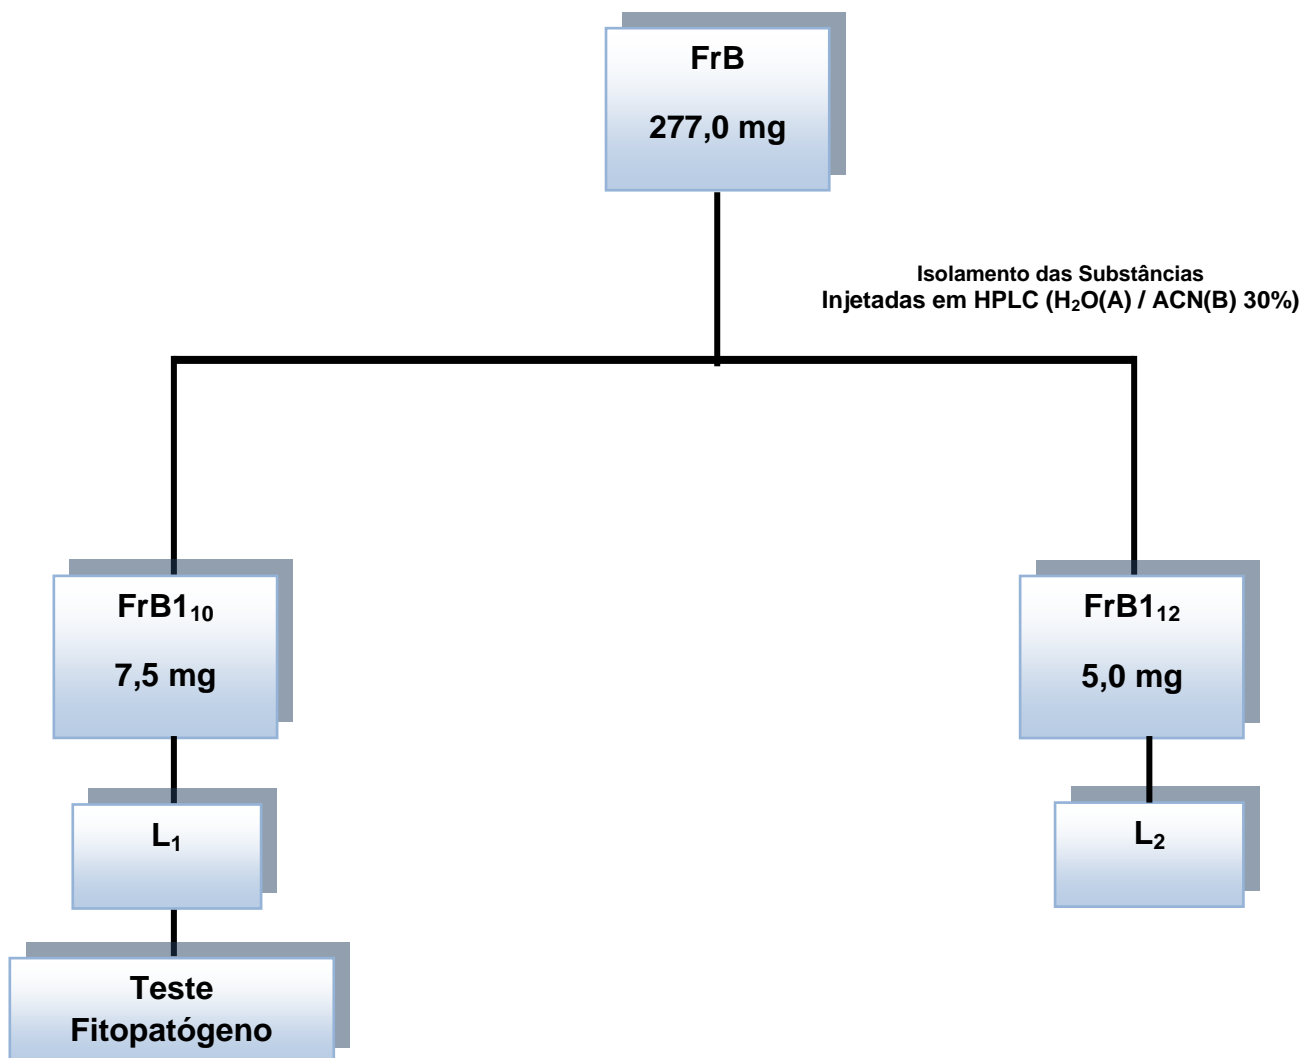 FrB
277,0 mg
Isolamento das Substâncias
Injetadas em HPLC (H₂O(A) / ACN(B) 30%)
FrB1₁₀
7,5 mg
FrB1₁₂
5,0 mg
L₁
L₂
Teste
Fitopatógeno